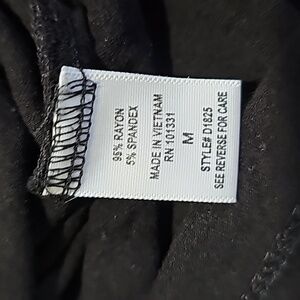 95% RAYON
5% SPANDEX
MADE IN VIETNAM
RN 101331
M
STYLE# D1825
SEE REVERSE FOR CARE